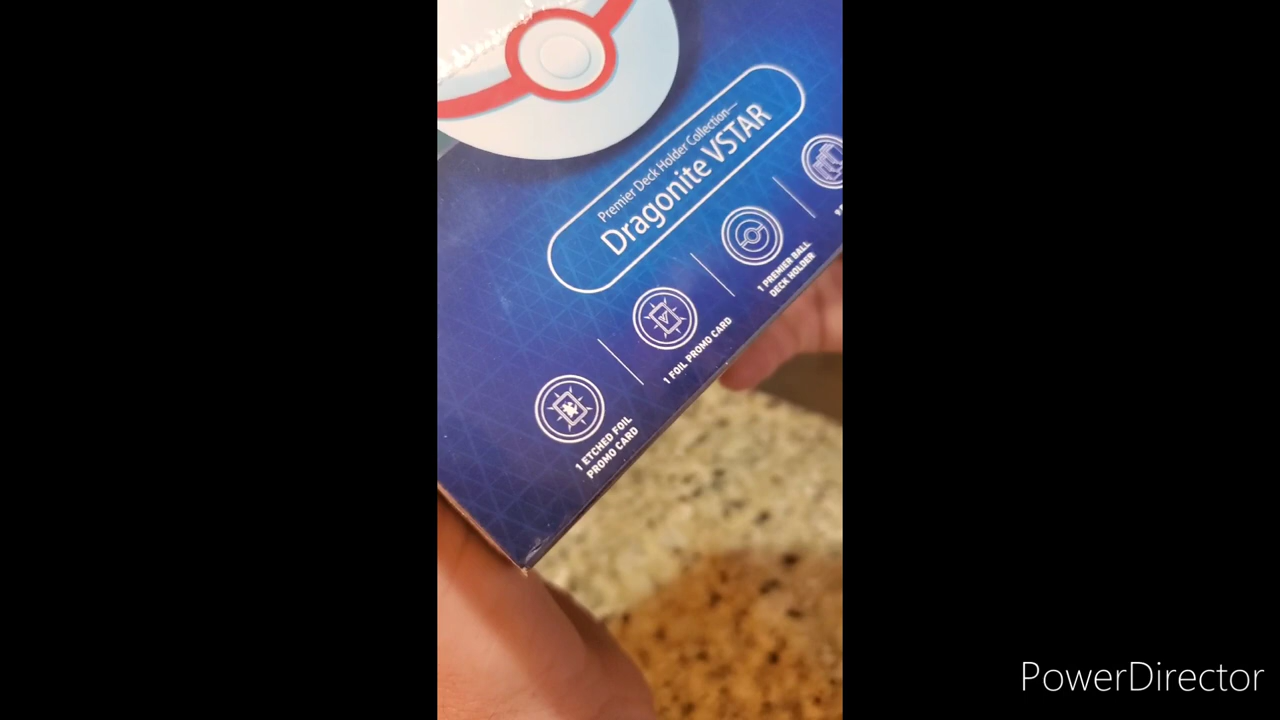 Premier Deck Holder Collection—
Dragonite VSTAR
1 ETCHED FOIL
PROMO CARD
1 FOIL PROMO CARD
1 PREMIER BALL
DECK HOLDER
PowerDirector